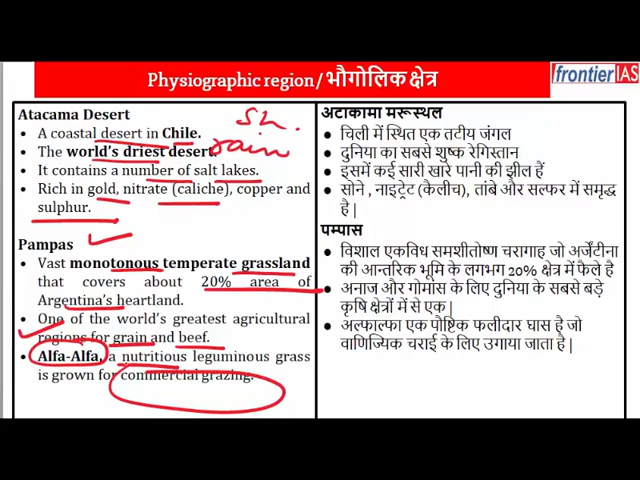 Physiographic region / भौगोलिक क्षेत्र
frontier IAS
Atacama Desert
• A coastal desert in Chile.
• The world's driest desert.
• It contains a number of salt lakes.
• Rich in gold, nitrate (caliche), copper and
sulphur.
Sh.
rain
Pampas
• Vast monotonous temperate grassland
that covers about 20% area of
Argentina's heartland.
• One of the world's greatest agricultural
regions for grain and beef.
• Alfa-Alfa, a nutritious leguminous grass
is grown for commercial grazing.
अटाकामा मरूस्थल
• चिली में स्थित एक तटीय जंगल
• दुनिया का सबसे शुष्क रेगिस्तान
• इसमें कई सारी खारे पानी की झील हैं
• सोने , नाइट्रेट (कैलीच), तांबे और सल्फर में समृद्ध
है |
पम्पास
• विशाल एकविध समशीतोष्ण चरागाह जो अर्जेंटीना
की आन्तरिक भूमि के लगभग 20% क्षेत्र में फैले है
• अनाज और गोमांस के लिए दुनिया के सबसे बड़े
कृषि क्षेत्रों में से एक |
• अल्फाल्फा एक पौष्टिक फलीदार घास है जो
वाणिज्यिक चराई के लिए उगाया जाता है |